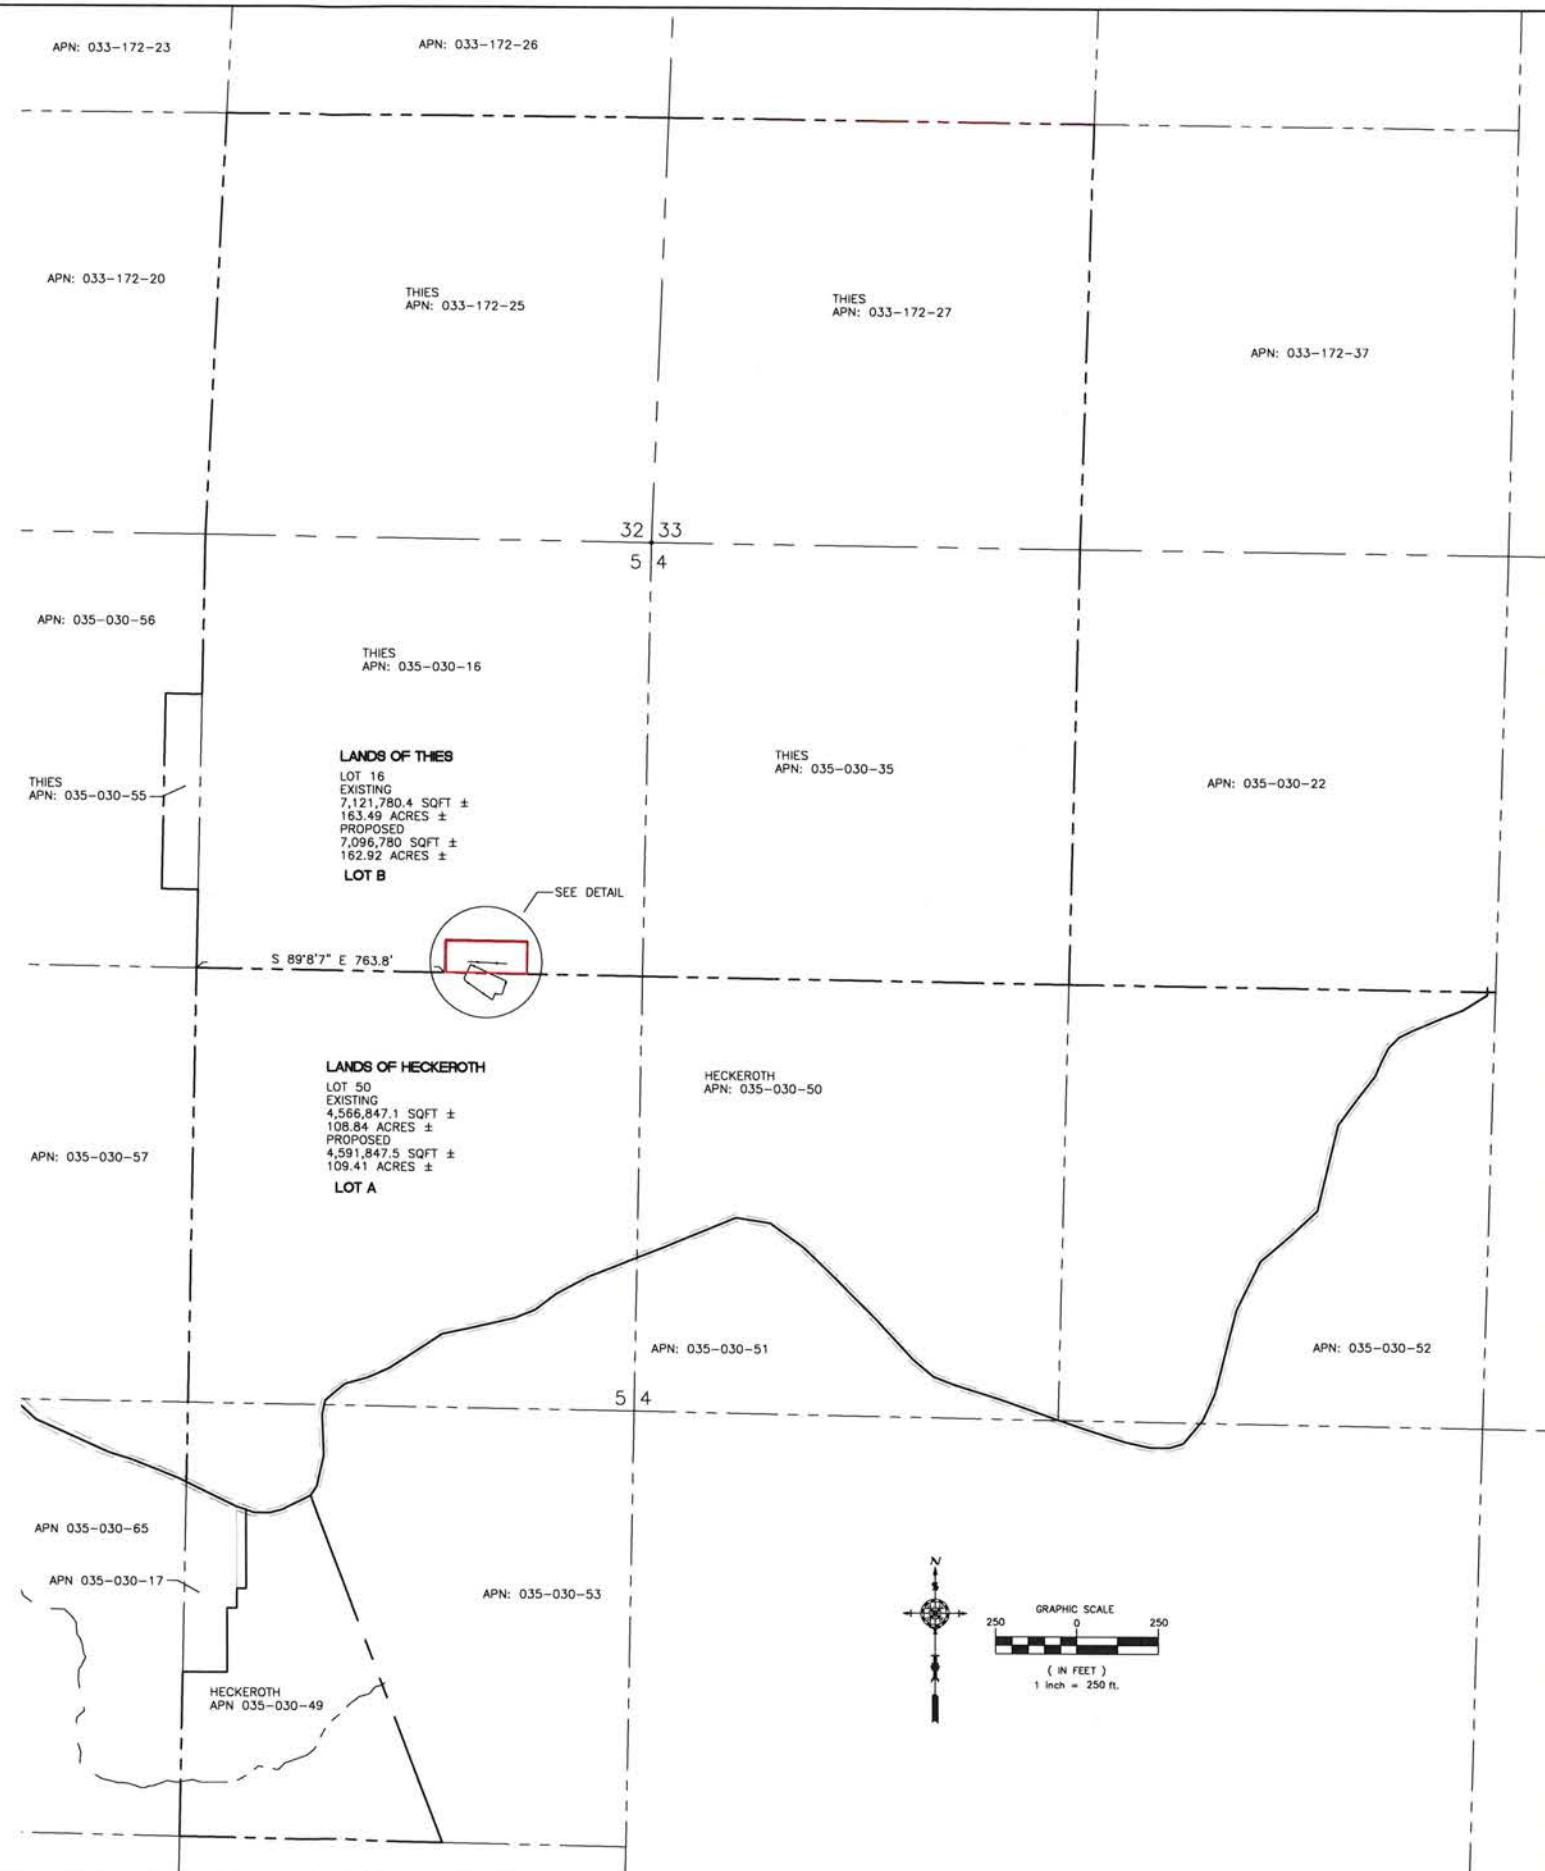 APN: 033-172-23
APN: 033-172-26
APN: 033-172-20
THIES
APN: 033-172-25
THIES
APN: 033-172-27
APN: 033-172-37
32 33
5 4
APN: 035-030-56
THIES
APN: 035-030-16
THIES
APN: 035-030-55
LANDS OF THIES
LOT 16
EXISTING
7,121,780.4 SQFT ±
163.49 ACRES ±
PROPOSED
7,096,780 SQFT ±
162.92 ACRES ±
LOT B
THIES
APN: 035-030-35
APN: 035-030-22
SEE DETAIL
S 89°8'7" E 763.8'
LANDS OF HECKEROTH
LOT 50
EXISTING
4,566,847.1 SQFT ±
108.84 ACRES ±
PROPOSED
4,591,847.5 SQFT ±
109.41 ACRES ±
LOT A
HECKEROTH
APN: 035-030-50
APN: 035-030-57
APN: 035-030-51
APN: 035-030-52
5 4
APN 035-030-65
APN 035-030-17
APN: 035-030-53
HECKEROTH
APN 035-030-49
N
GRAPHIC SCALE
250 0 250
( IN FEET )
1 inch = 250 ft.